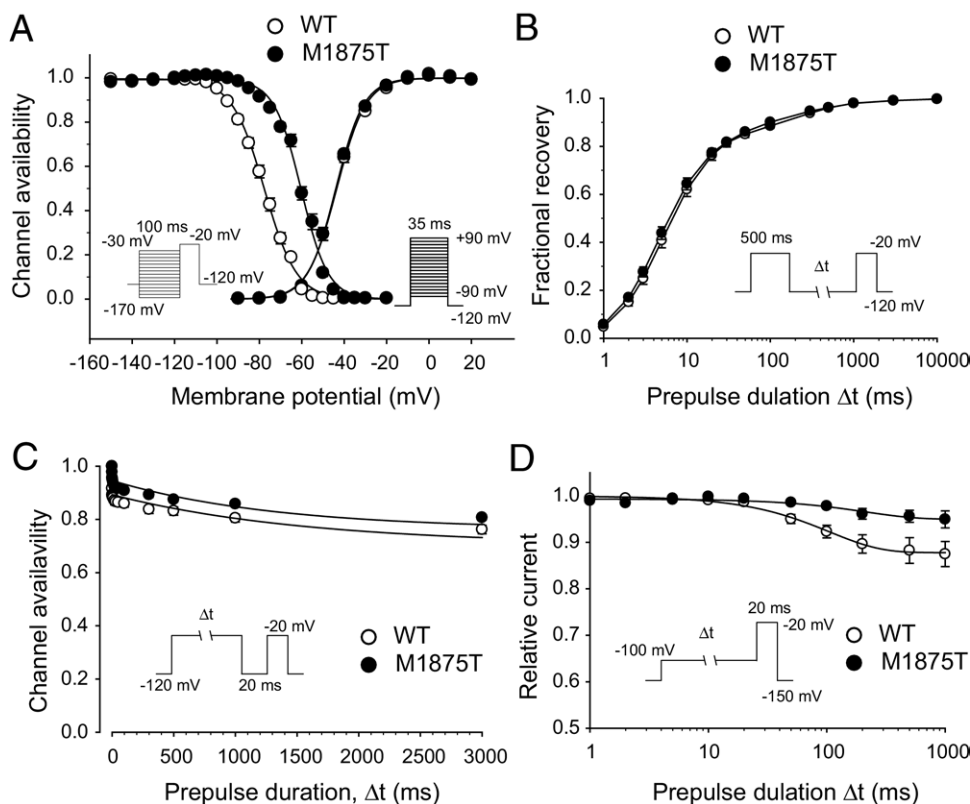 A
WT
M1875T
Channel availability
1.0
0.8
0.6
0.4
0.2
0.0
100 ms
-30 mV
-20 mV
-120 mV
-170 mV
35 ms
+90 mV
-90 mV
-120 mV
-160 -140 -120 -100 -80 -60 -40 -20 0 20
Membrane potential (mV)
B
WT
M1875T
Fractional recovery
1.0
0.8
0.6
0.4
0.2
0.0
500 ms
-20 mV
Δt
-120 mV
1 10 100 1000 10000
Prepulse dulation Δt (ms)
C
Channel availavility
1.0
0.8
0.6
0.4
0.2
0.0
Δt
-20 mV
-120 mV
20 ms
WT
M1875T
0 500 1000 1500 2000 2500 3000
Prepulse duration, Δt (ms)
D
Relative current
1.0
0.9
0.8
0.7
0.6
0.5
20 ms
Δt
-20 mV
-100 mV
-150 mV
WT
M1875T
1 10 100 1000
Prepulse dulation Δt (ms)